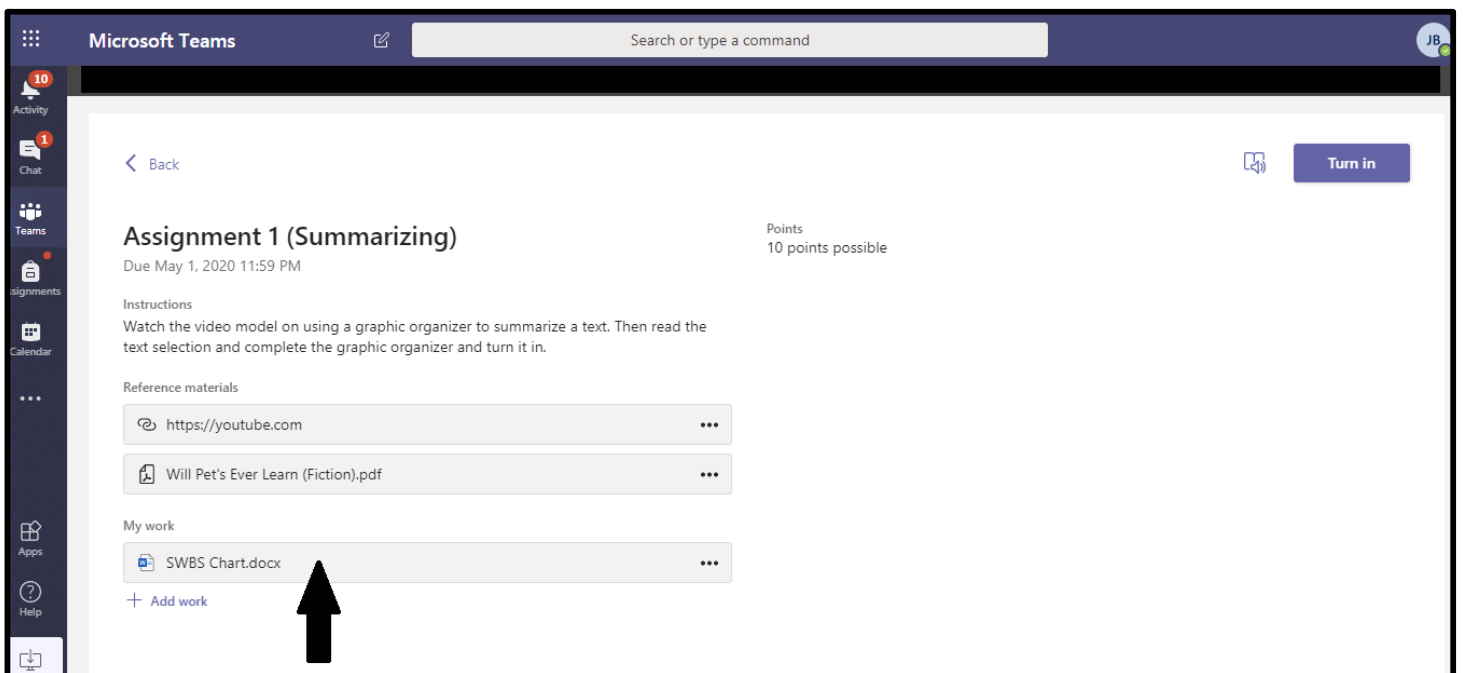 Microsoft Teams
Search or type a command
JB
10
Activity
1
Chat
Teams
signments
Calendar
Apps
Help
Back
Turn in
Assignment 1 (Summarizing)
Due May 1, 2020 11:59 PM
Points
10 points possible
Instructions
Watch the video model on using a graphic organizer to summarize a text. Then read the
text selection and complete the graphic organizer and turn it in.
Reference materials
https://youtube.com
Will Pet's Ever Learn (Fiction).pdf
My work
SWBS Chart.docx
Add work